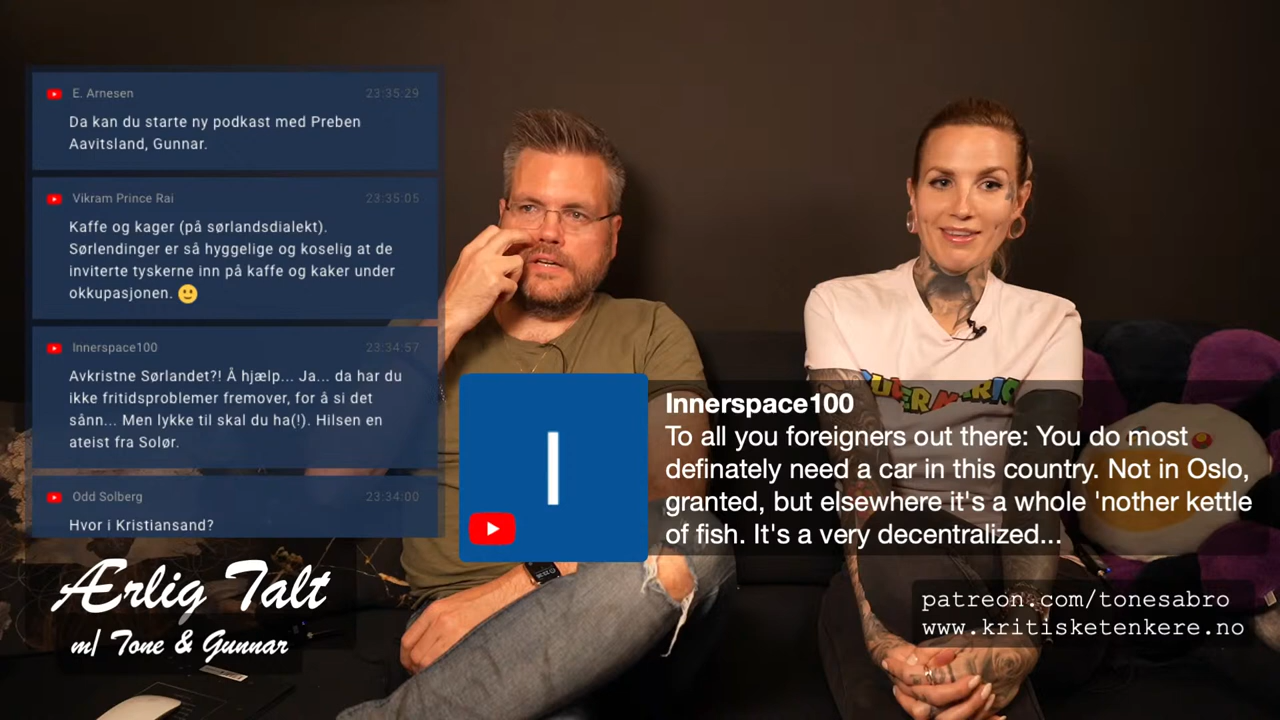 E. Arnesen
23:35:29
Da kan du starte ny podkast med Preben
Aavitsland, Gunnar.
Vikram Prince Rai
23:35:05
Kaffe og kager (på sørlandsdialekt).
Sørlendinger er så hyggelige og koselig at de
inviterte tyskerne inn på kaffe og kaker under
okkupasjonen. 🙂
Innerspace100
23:34:57
Avkristne Sørlandet?! Å hjælp... Ja... da har du
ikke fritidsproblemer fremover, for å si det
sånn... Men lykke til skal du ha(!). Hilsen en
ateist fra Solør.
Odd Solberg
23:34:00
Hvor i Kristiansand?
I
Innerspace100
To all you foreigners out there: You do most
definately need a car in this country. Not in Oslo,
granted, but elsewhere it's a whole 'nother kettle
of fish. It's a very decentralized...
Ærlig Talt
m/ Tone & Gunnar
patreon.com/tonesabro
www.kritisketenkere.no